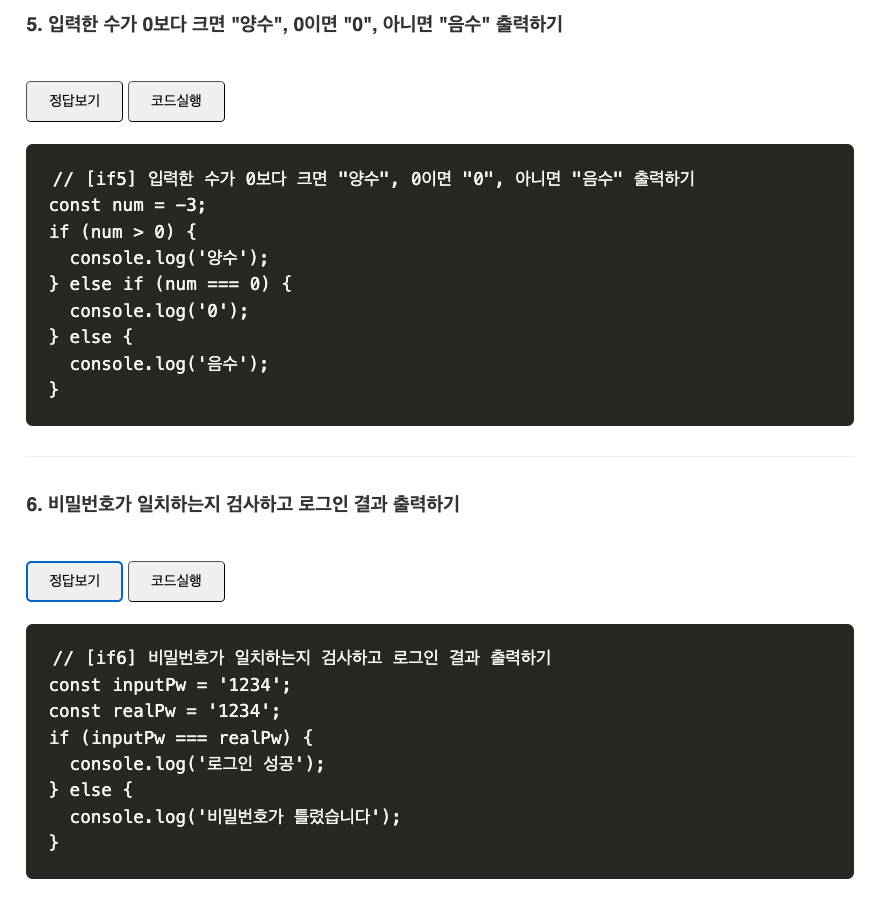 5. 입력한 수가 0보다 크면 "양수", 0이면 "0", 아니면 "음수" 출력하기
정답보기 코드실행
// [if5] 입력한 수가 0보다 크면 "양수", 0이면 "0", 아니면 "음수" 출력하기
const num = -3;
if (num > 0) {
  console.log('양수');
} else if (num === 0) {
  console.log('0');
} else {
  console.log('음수');
}
6. 비밀번호가 일치하는지 검사하고 로그인 결과 출력하기
정답보기 코드실행
// [if6] 비밀번호가 일치하는지 검사하고 로그인 결과 출력하기
const inputPw = '1234';
const realPw = '1234';
if (inputPw === realPw) {
  console.log('로그인 성공');
} else {
  console.log('비밀번호가 틀렸습니다');
}